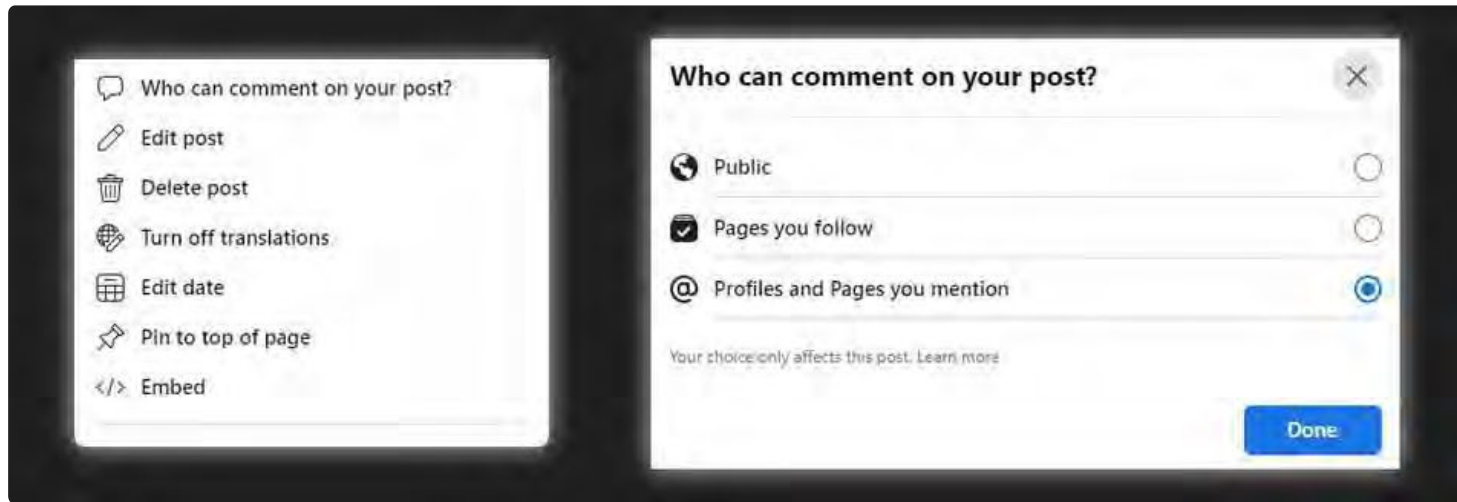 Who can comment on your post?
Edit post
Delete post
Turn off translations
Edit date
Pin to top of page
</> Embed
Who can comment on your post?
Public
Pages you follow
@ Profiles and Pages you mention
Your choice only affects this post. Learn more
Done